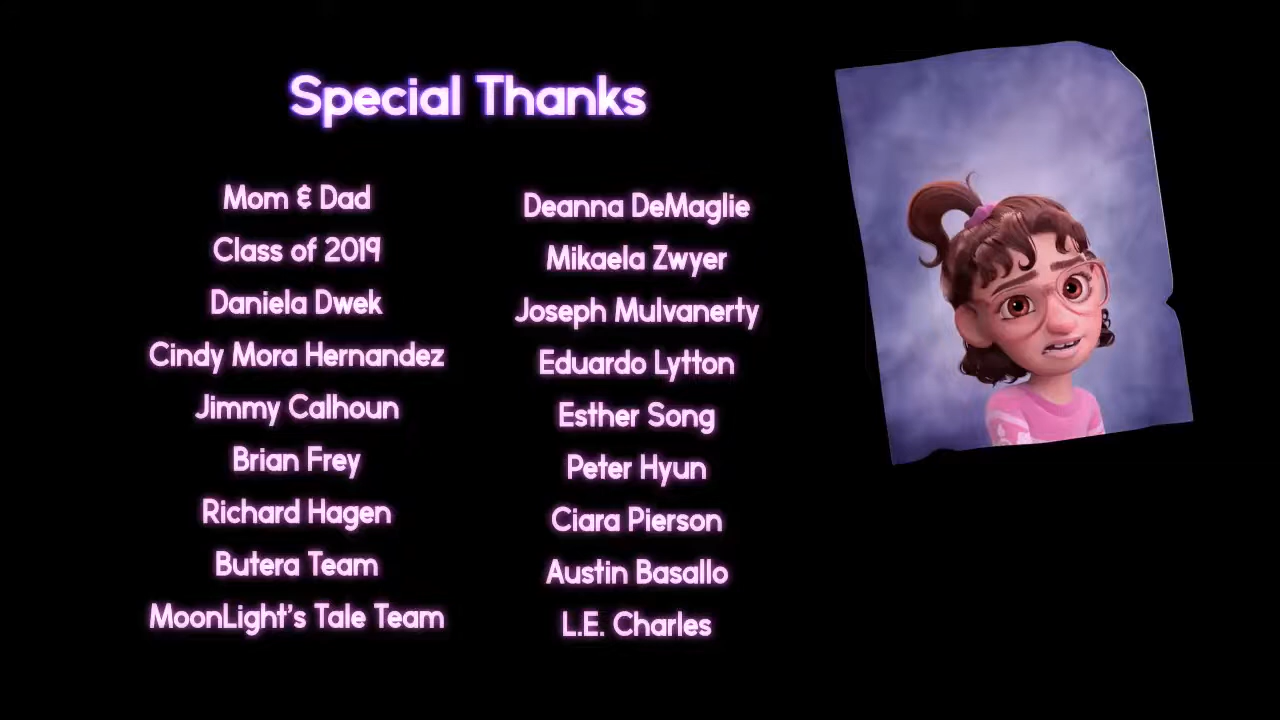 Special Thanks
Mom & Dad
Class of 2019
Daniela Dwek
Cindy Mora Hernandez
Jimmy Calhoun
Brian Frey
Richard Hagen
Butera Team
MoonLight's Tale Team
Deanna DeMaglie
Mikaela Zwyer
Joseph Mulvanerty
Eduardo Lytton
Esther Song
Peter Hyun
Ciara Pierson
Austin Basallo
L.E. Charles